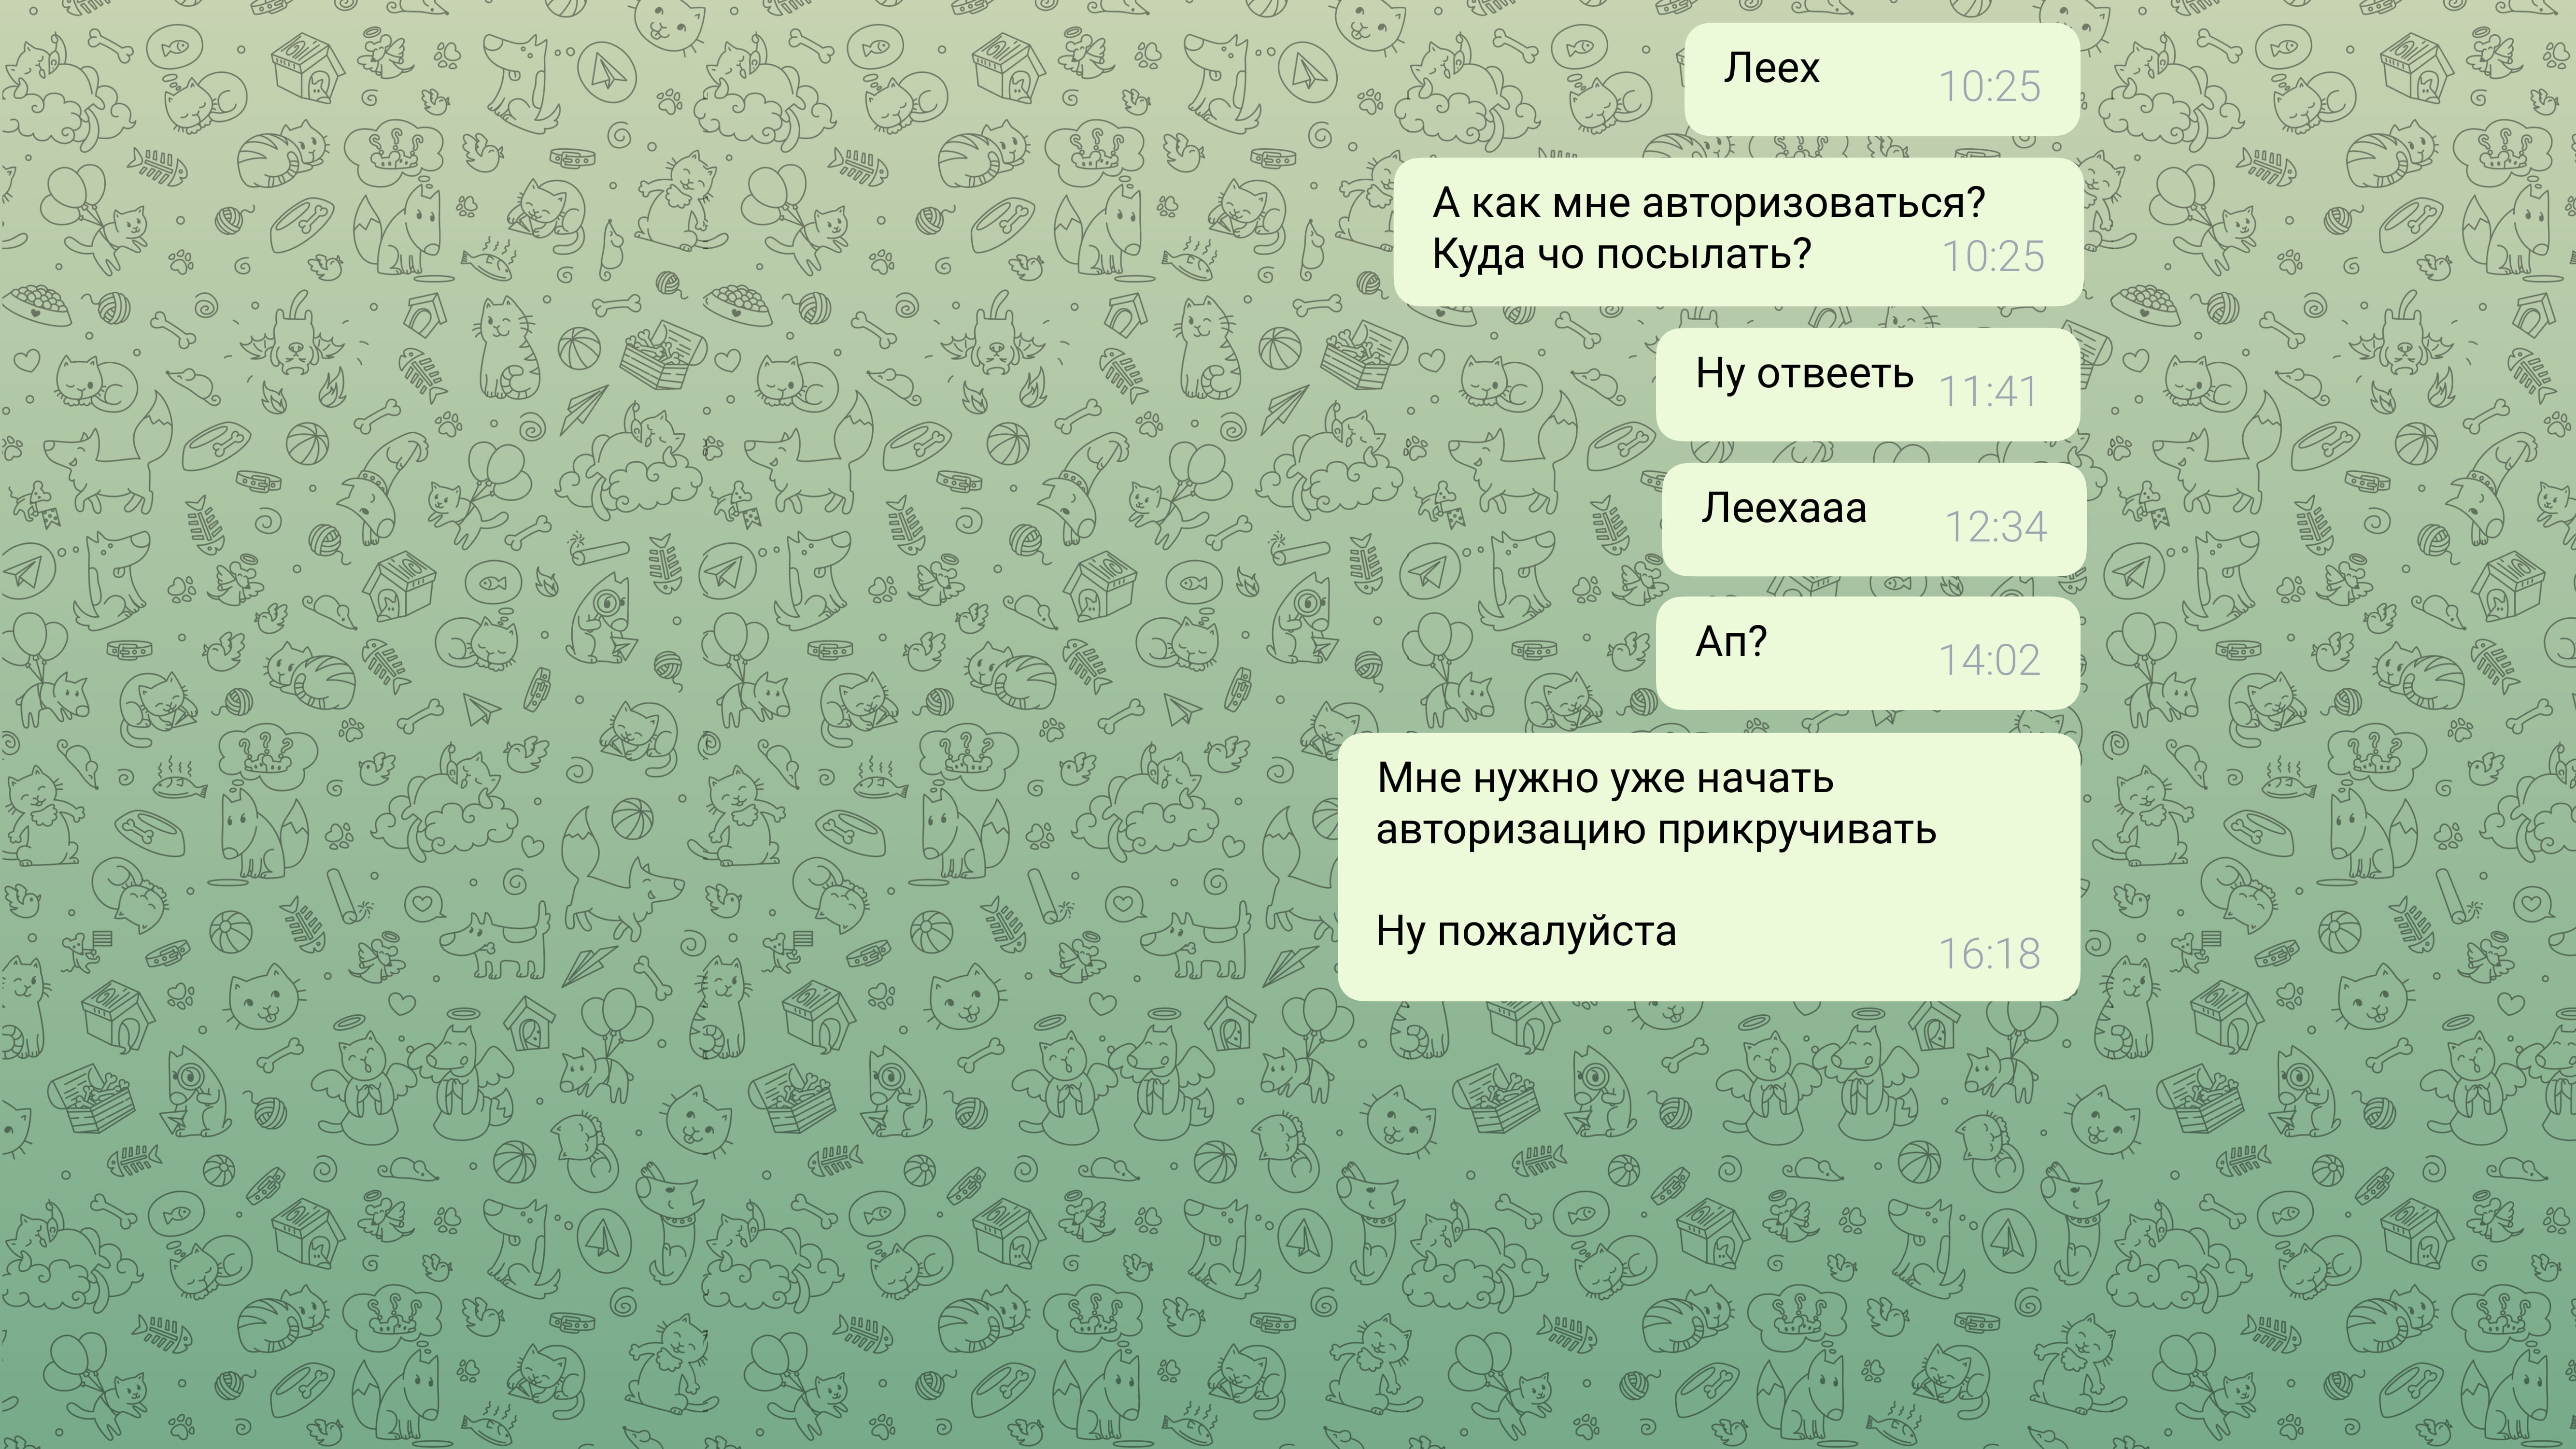 Леех
10:25
А как мне авторизоваться?
Куда чо посылать?
10:25
Ну отвееть
11:41
Леехааа
12:34
Ап?
14:02
Мне нужно уже начать
авторизацию прикручивать
Ну пожалуйста
16:18